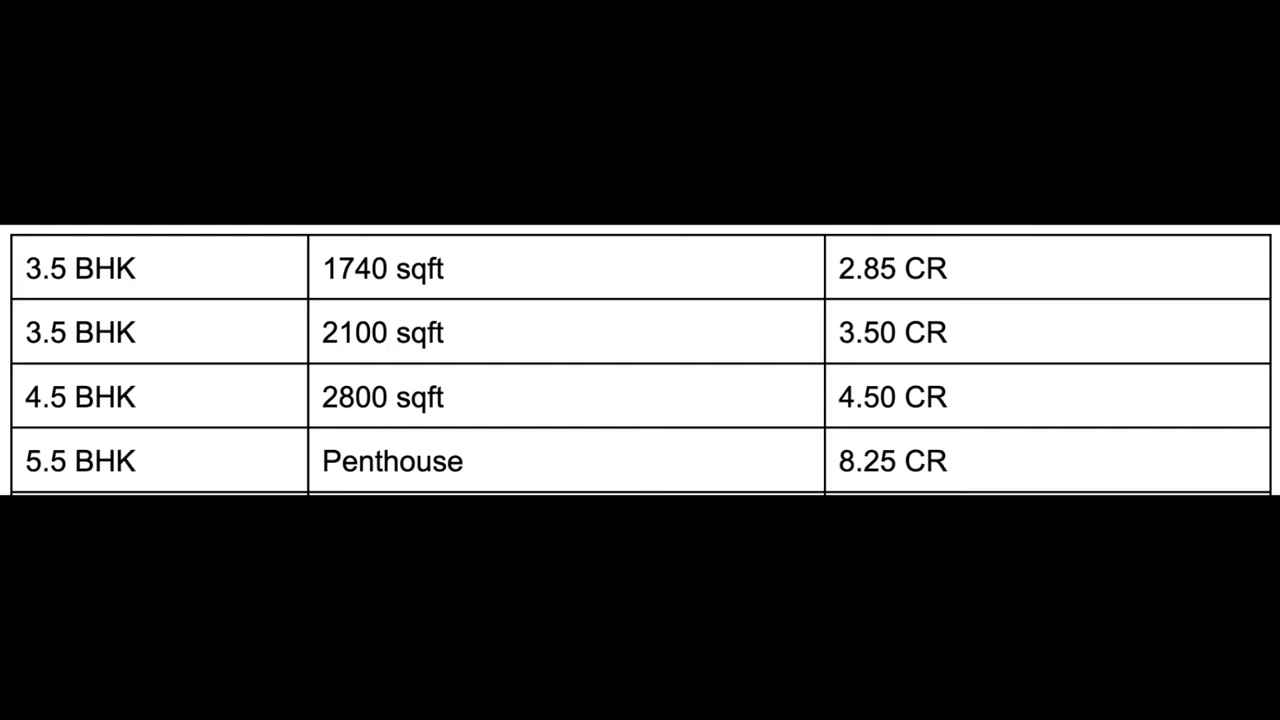 3.5 BHK 1740 sqft 2.85 CR
3.5 BHK 2100 sqft 3.50 CR
4.5 BHK 2800 sqft 4.50 CR
5.5 BHK Penthouse 8.25 CR